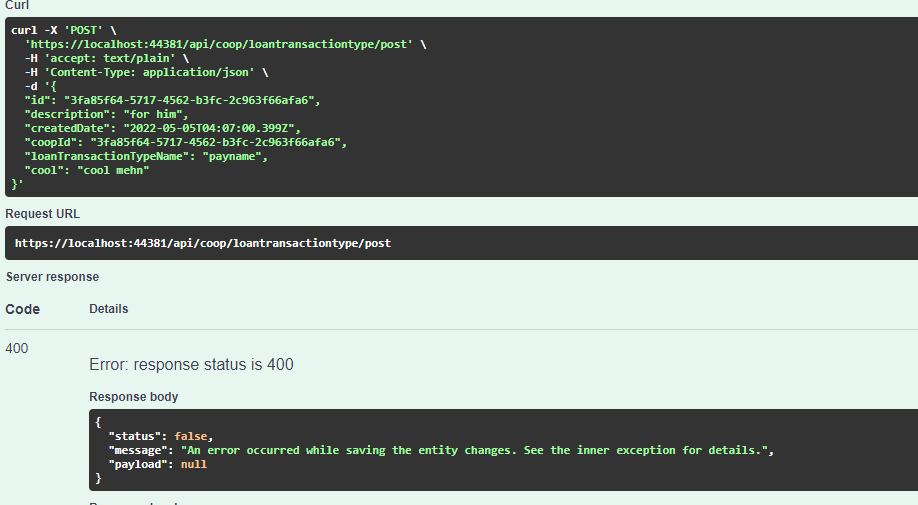 Curl
curl -X 'POST' \
'https://localhost:44381/api/coop/loantransactiontype/post' \
-H 'accept: text/plain' \
-H 'Content-Type: application/json' \
-d '{
"id": "3fa85f64-5717-4562-b3fc-2c963f66afa6",
"description": "for him",
"createdDate": "2022-05-05T04:07:00.399Z",
"coopId": "3fa85f64-5717-4562-b3fc-2c963f66afa6",
"loanTransactionTypeName": "payname",
"cool": "cool mehn"
}'
Request URL
https://localhost:44381/api/coop/loantransactiontype/post
Server response
Code Details
400
Error: response status is 400
Response body
{
"status": false,
"message": "An error occurred while saving the entity changes. See the inner exception for details.",
"payload": null
}